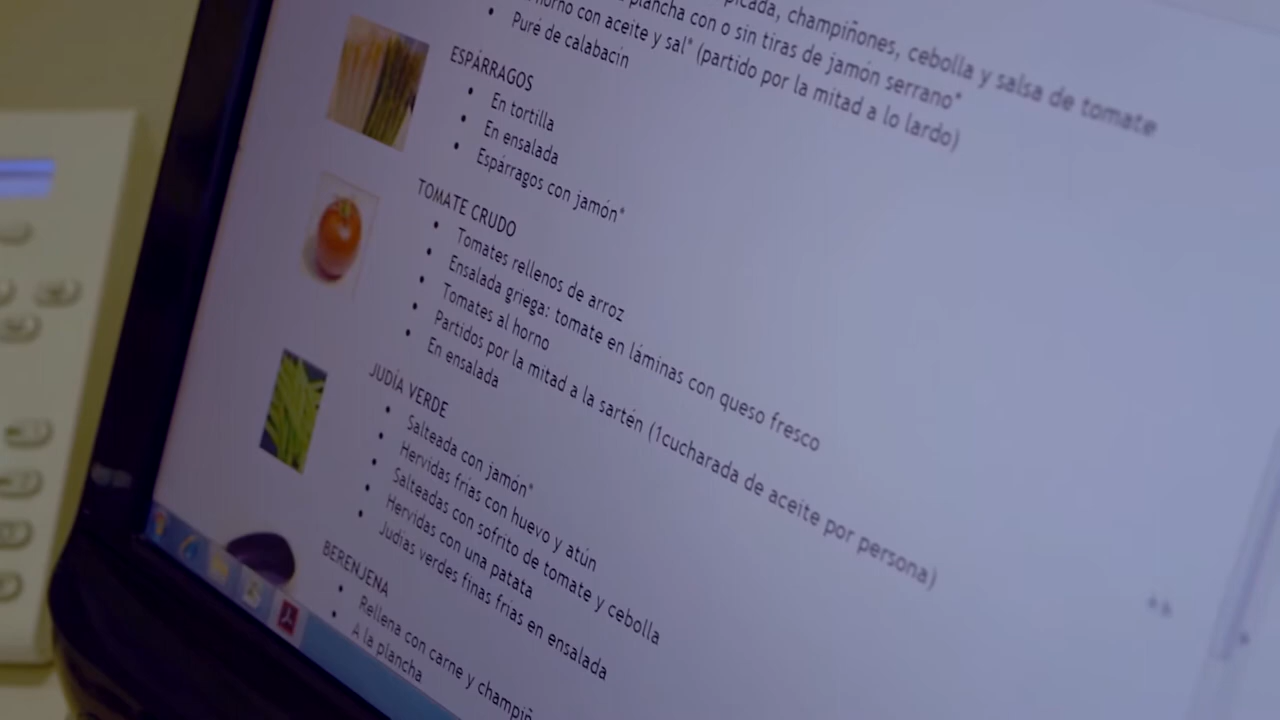 picada, champiñones, cebolla y salsa de tomate
plancha con o sin tiras de jamón serrano*
horno con aceite y sal* (partido por la mitad a lo lardo)
• Puré de calabacín
ESPÁRRAGOS
• En tortilla
• En ensalada
• Espárragos con jamón*
TOMATE CRUDO
• Tomates rellenos de arroz
• Ensalada griega: tomate en láminas con queso fresco
• Tomates al horno
• Partidos por la mitad a la sartén (1cucharada de aceite por persona)
• En ensalada
JUDÍA VERDE
• Salteada con jamón*
• Hervidas frías con huevo y atún
• Salteadas con sofrito de tomate y cebolla
• Hervidas con una patata
• Judías verdes finas frías en ensalada
BERENJENA
• Rellena con carne y champiñ
• A la plancha